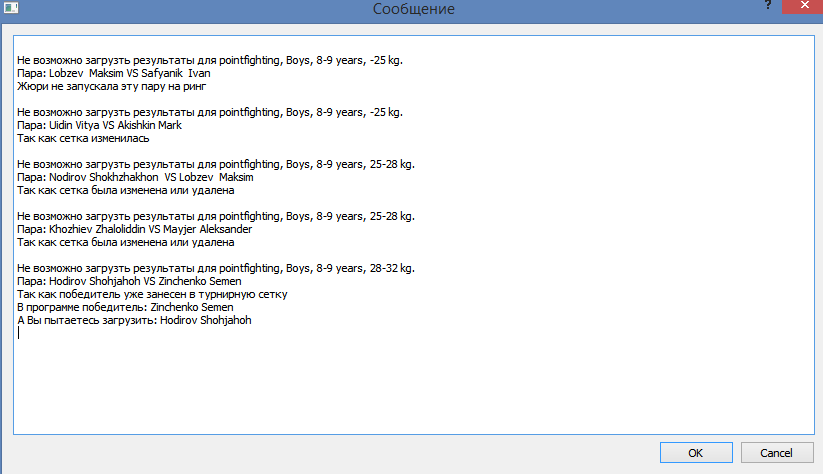 Сообщение
?
Не возможно загрузть результаты для pointfighting, Boys, 8-9 years, -25 kg.
Пара: Lobzev  Maksim VS Safyanik  Ivan
Жюри не запускала эту пару на ринг
Не возможно загрузть результаты для pointfighting, Boys, 8-9 years, -25 kg.
Пара: Uidin Vitya VS Akishkin Mark
Так как сетка изменилась
Не возможно загрузть результаты для pointfighting, Boys, 8-9 years, 25-28 kg.
Пара: Nodirov Shokhzhakhon  VS Lobzev  Maksim
Так как сетка была изменена или удалена
Не возможно загрузть результаты для pointfighting, Boys, 8-9 years, 25-28 kg.
Пара: Khozhiev Zhaloliddin VS Mayjer Aleksander
Так как сетка была изменена или удалена
Не возможно загрузть результаты для pointfighting, Boys, 8-9 years, 28-32 kg.
Пара: Hodirov Shohjahoh VS Zinchenko Semen
Так как победитель уже занесен в турнирную сетку
В программе победитель: Zinchenko Semen
А Вы пытаетесь загрузить: Hodirov Shohjahoh
OK
Cancel